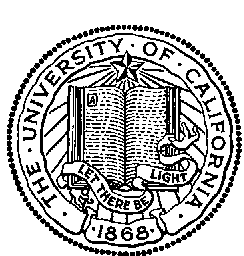 · THE · UNIVERSITY · OF · CALIFORNIA ·
A
LET THERE BE
LIGHT
· 1868 ·